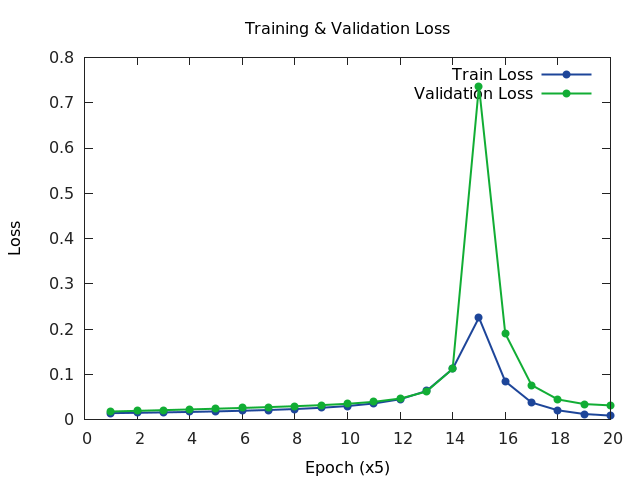 Training & Validation Loss
0.8
0.7
0.6
0.5
0.4
0.3
0.2
0.1
0
Loss
Train Loss
Validation Loss
0 2 4 6 8 10 12 14 16 18 20
Epoch (x5)